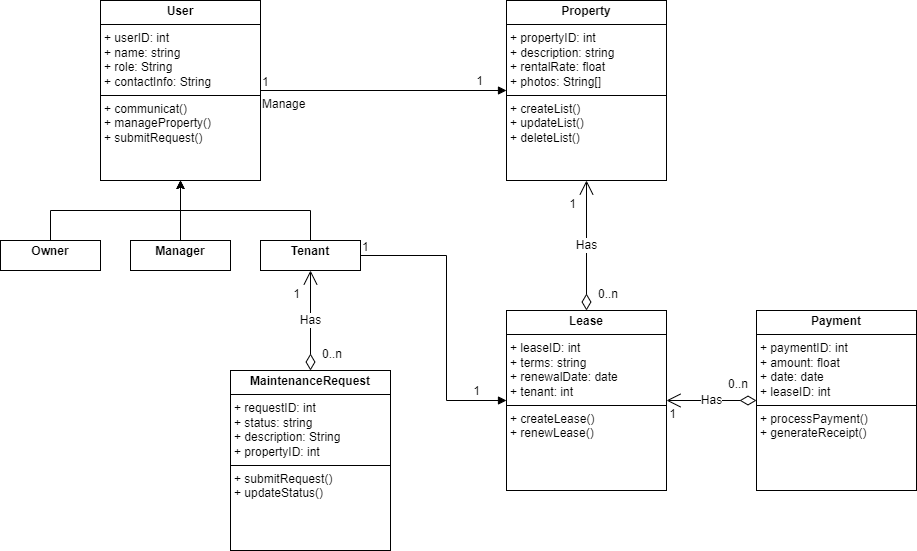 User
+ userID: int
+ name: string
+ role: String
+ contactInfo: String
+ communicat()
+ manageProperty()
+ submitRequest()
1
Manage
1
Property
+ propertyID: int
+ description: string
+ rentalRate: float
+ photos: String[]
+ createList()
+ updateList()
+ deleteList()
Owner
Manager
Tenant
1
1
Has
0..n
1
Has
0..n
MaintenanceRequest
+ requestID: int
+ status: string
+ description: String
+ propertyID: int
+ submitRequest()
+ updateStatus()
1
Lease
+ leaseID: int
+ terms: string
+ renewalDate: date
+ tenant: int
+ createLease()
+ renewLease()
1
Has
0..n
Payment
+ paymentID: int
+ amount: float
+ date: date
+ leaseID: int
+ processPayment()
+ generateReceipt()